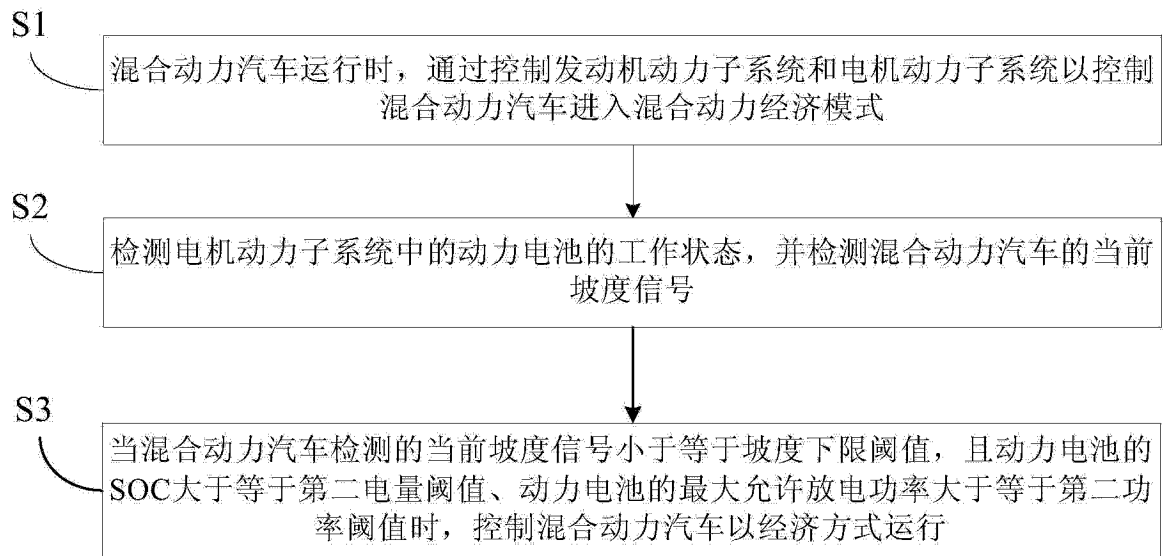 S1
混合动力汽车运行时，通过控制发动机动力子系统和电机动力子系统以控制
混合动力汽车进入混合动力经济模式
S2
检测电机动力子系统中的动力电池的工作状态，并检测混合动力汽车的当前
坡度信号
S3
当混合动力汽车检测的当前坡度信号小于等于坡度下限阈值，且动力电池的
SOC大于等于第二电量阈值、动力电池的最大允许放电功率大于等于第二功
率阈值时，控制混合动力汽车以经济方式运行